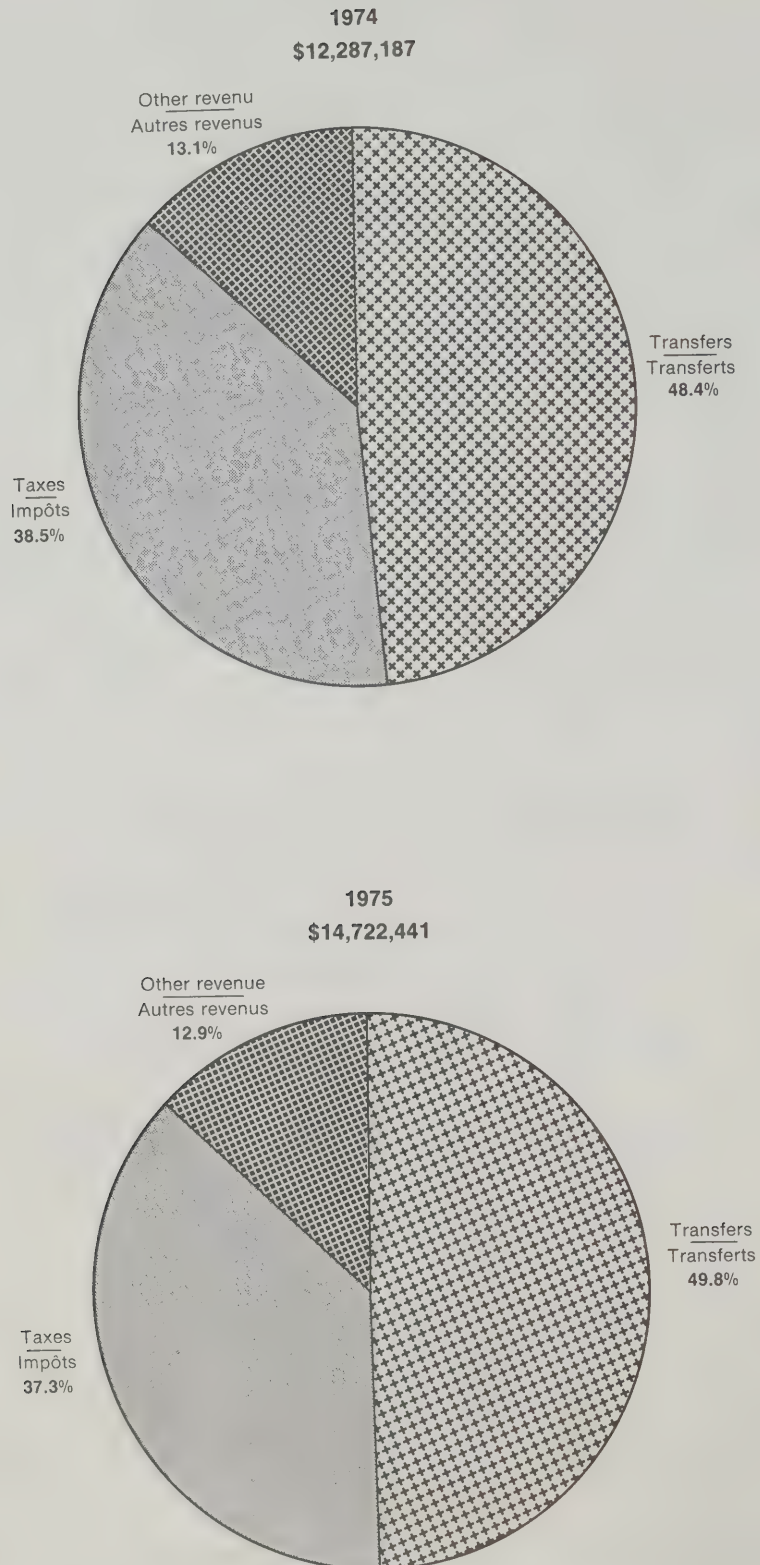 1974
$12,287,187
Other revenu
Autres revenus
13.1%
Transfers
Transferts
48.4%
Taxes
Impôts
38.5%
1975
$14,722,441
Other revenue
Autres revenus
12.9%
Transfers
Transferts
49.8%
Taxes
Impôts
37.3%